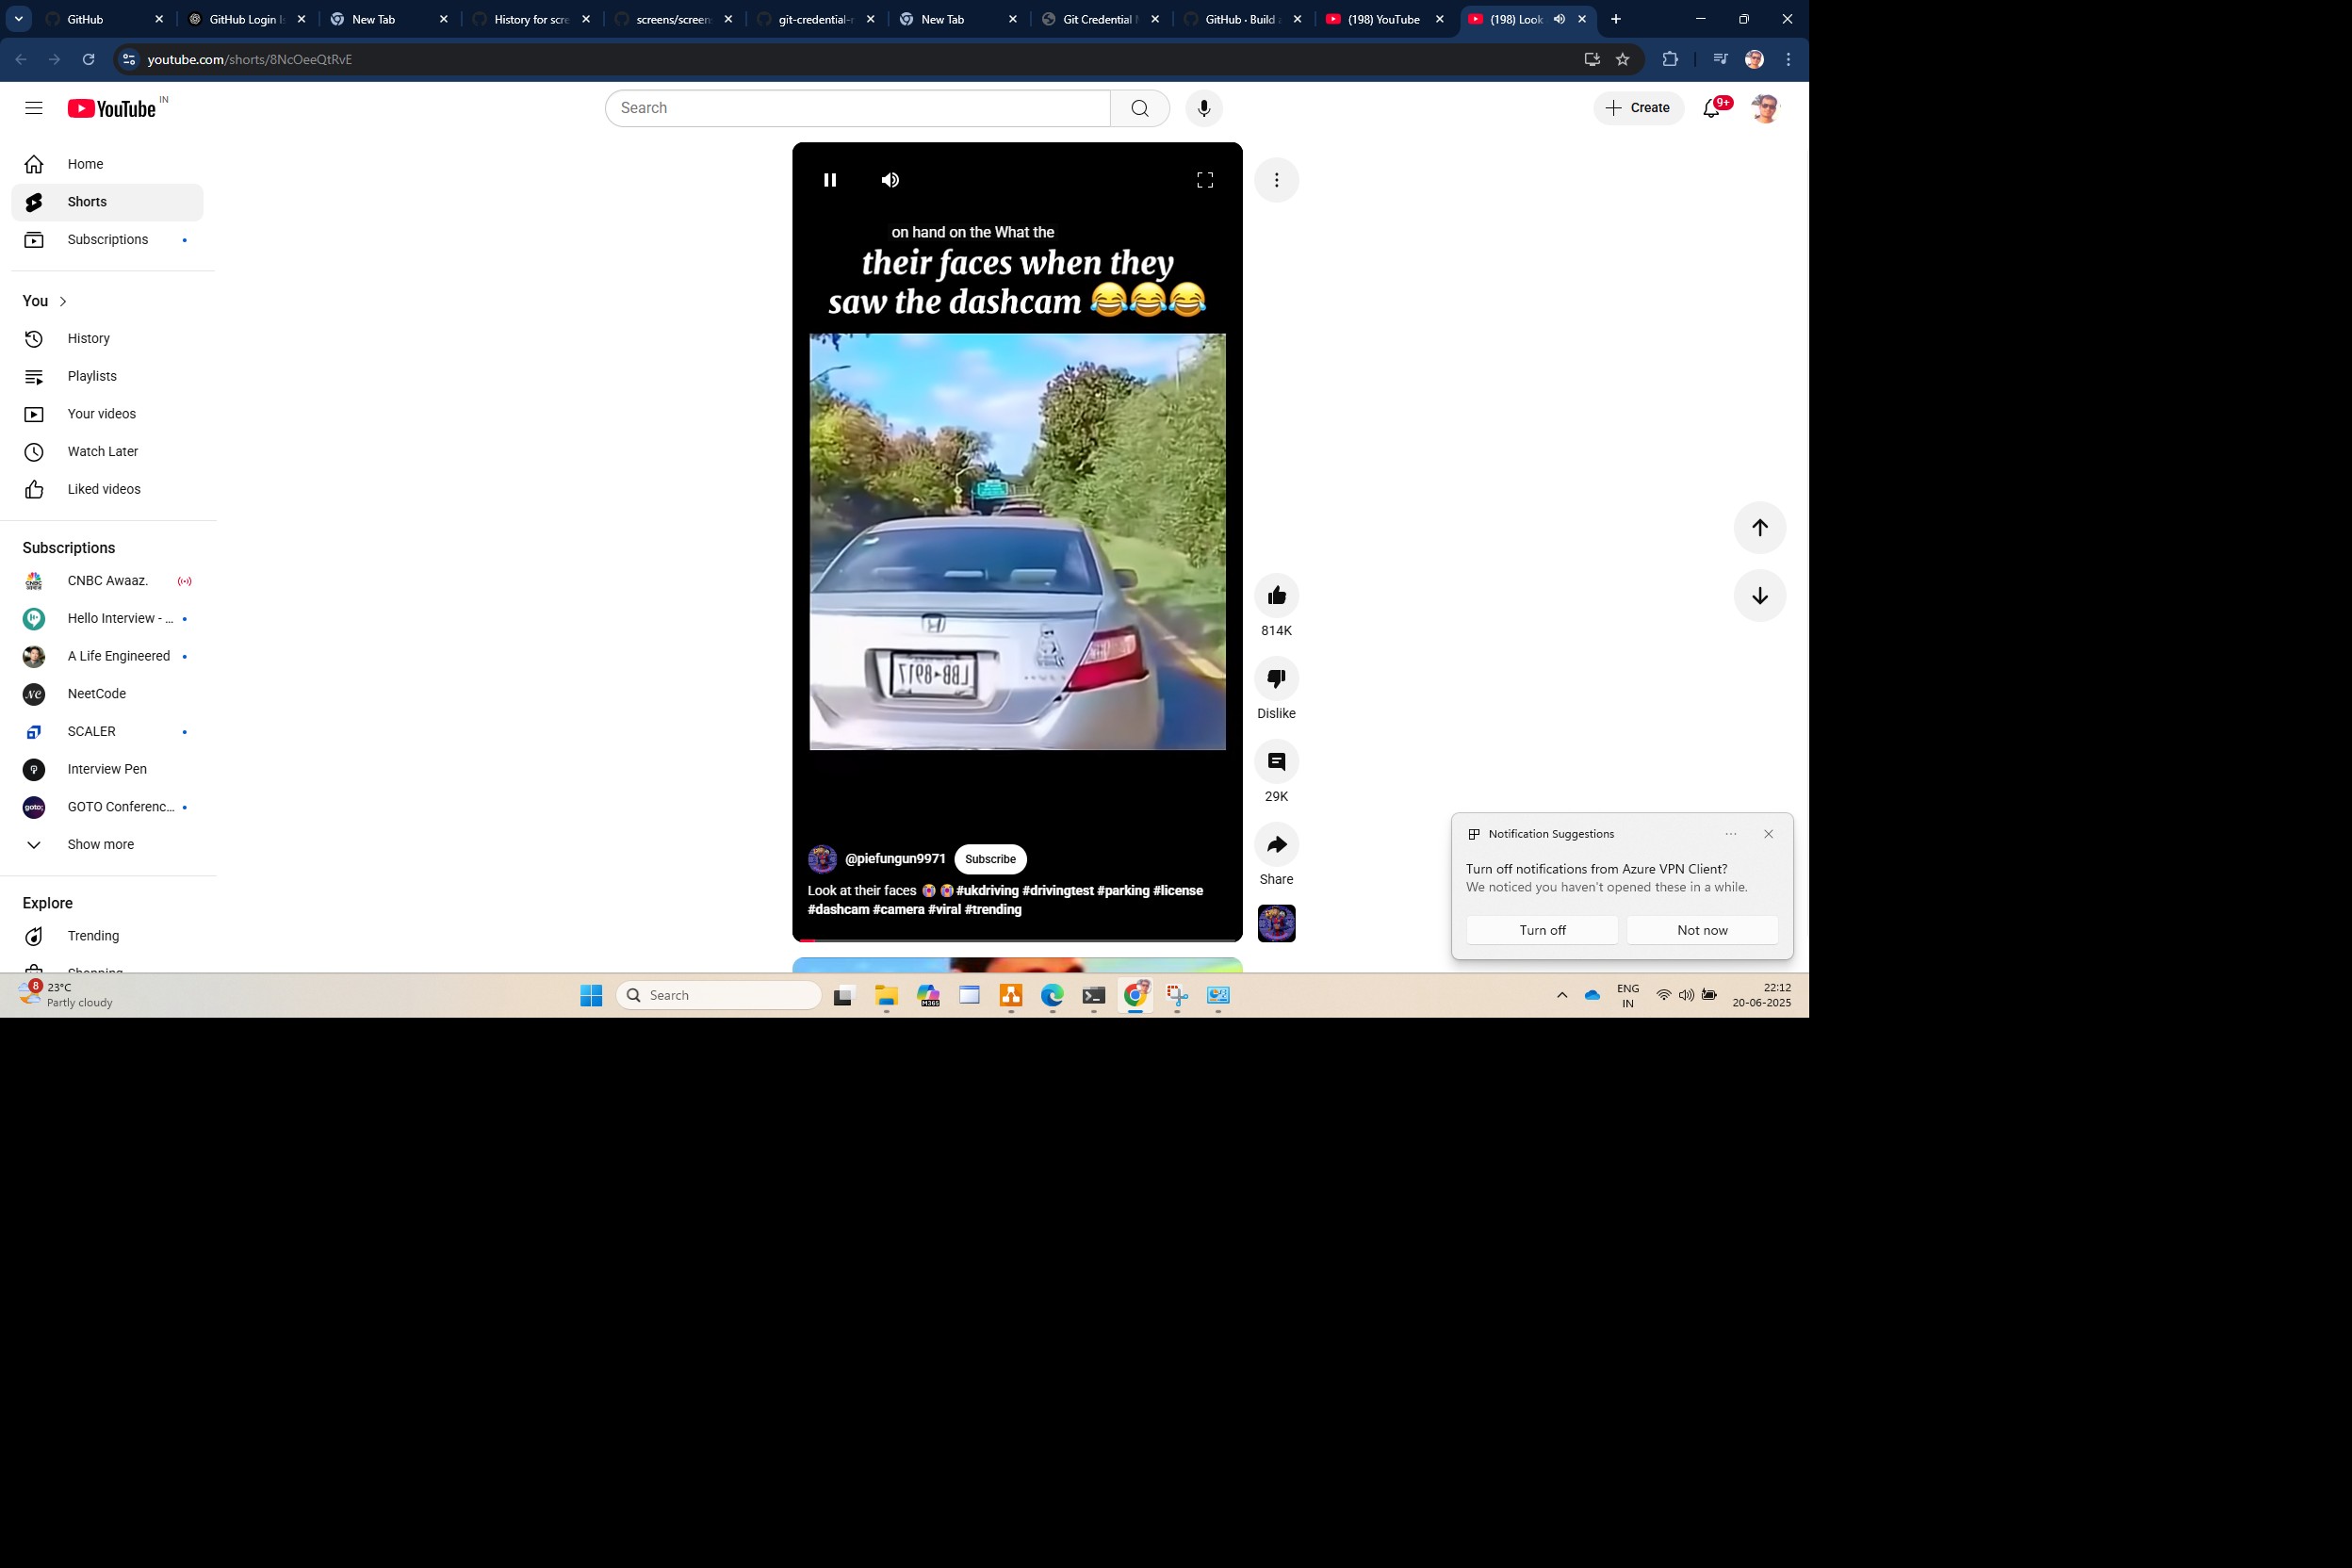 GitHub
GitHub Login
New Tab
History for scre
screens/screen
git-credential-
New Tab
Git Credential
GitHub · Build
(198) YouTube
(198) Look
youtube.com/shorts/8NcOeeQtRvE
YouTube IN
Search
Create
9+
Home
Shorts
Subscriptions
You
History
Playlists
Your videos
Watch Later
Liked videos
Subscriptions
CNBC Awaaz.
Hello Interview - ...
A Life Engineered
NeetCode
SCALER
Interview Pen
GOTO Conferenc...
Show more
Explore
Trending
Shopping
on hand on the What the
their faces when they
saw the dashcam 😂😂😂
LBB-8917
@piefungun9971
Subscribe
Look at their faces #ukdriving #drivingtest #parking #license
#dashcam #camera #viral #trending
814K
Dislike
29K
Share
Notification Suggestions
Turn off notifications from Azure VPN Client?
We noticed you haven't opened these in a while.
Turn off
Not now
8
23°C
Partly cloudy
Search
M365
ENG
IN
22:12
20-06-2025